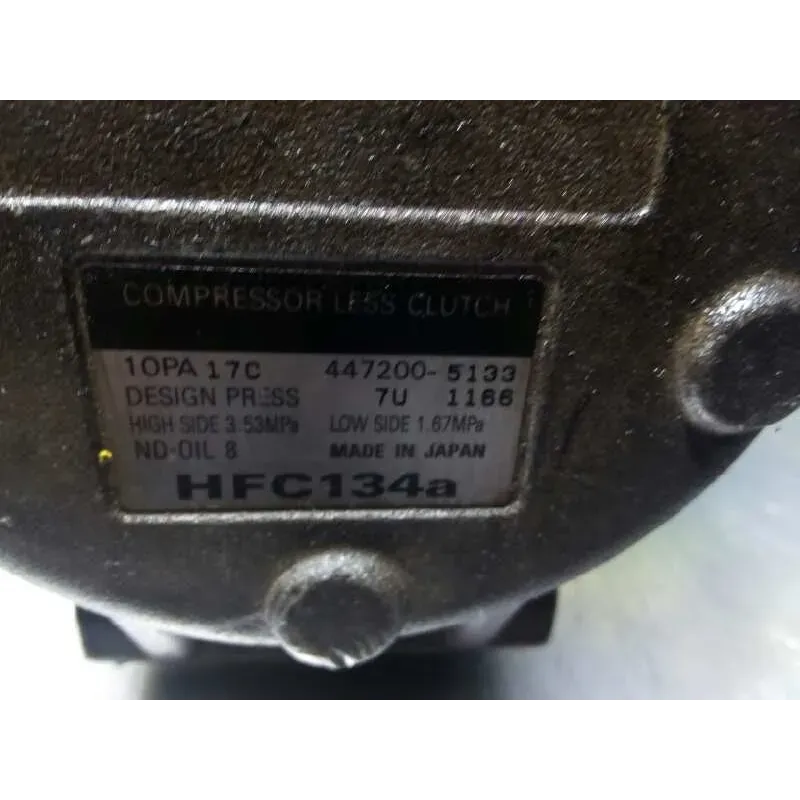 COMPRESSOR LESS CLUTCH
10PA 17C 447200-5133
DESIGN PRESS 7U 1166
HIGH SIDE 3.53MPa LOW SIDE 1.67MPa
ND-OIL 8 MADE IN JAPAN
HFC134a